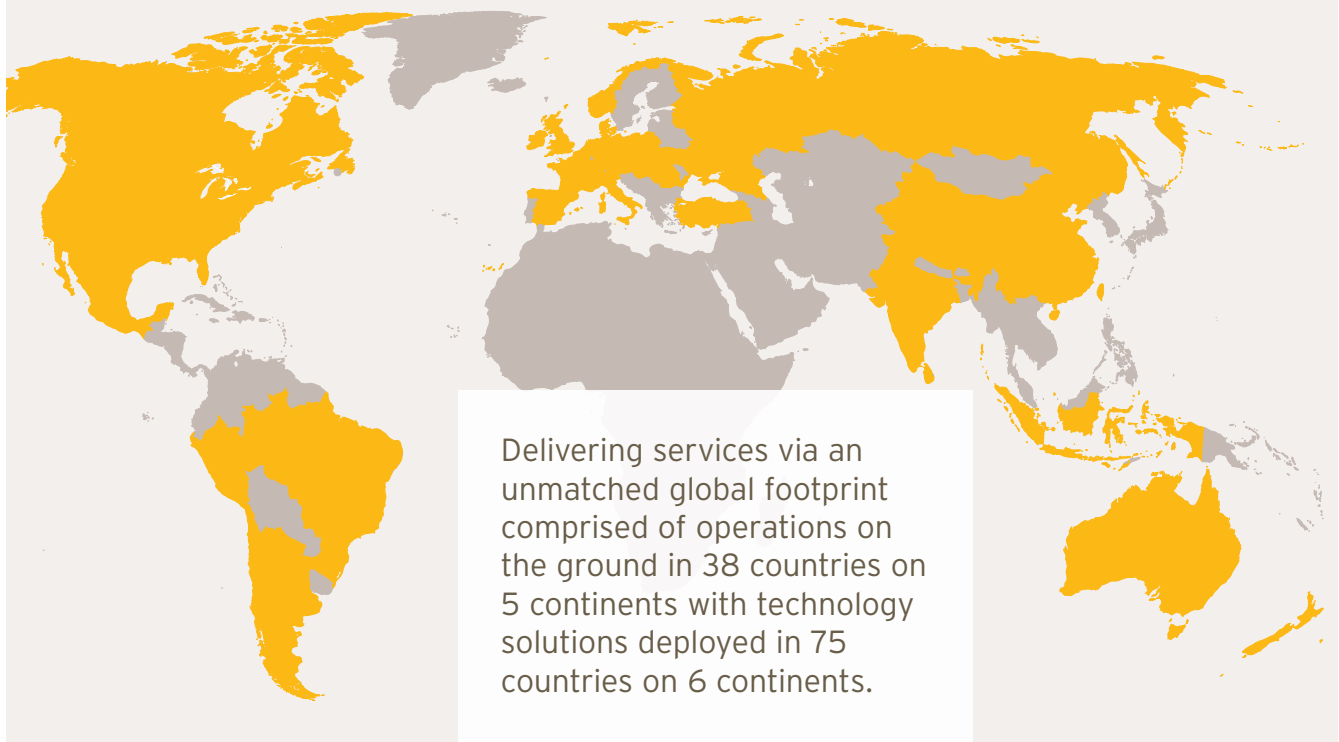 Delivering services via an
unmatched global footprint
comprised of operations on
the ground in 38 countries on
5 continents with technology
solutions deployed in 75
countries on 6 continents.